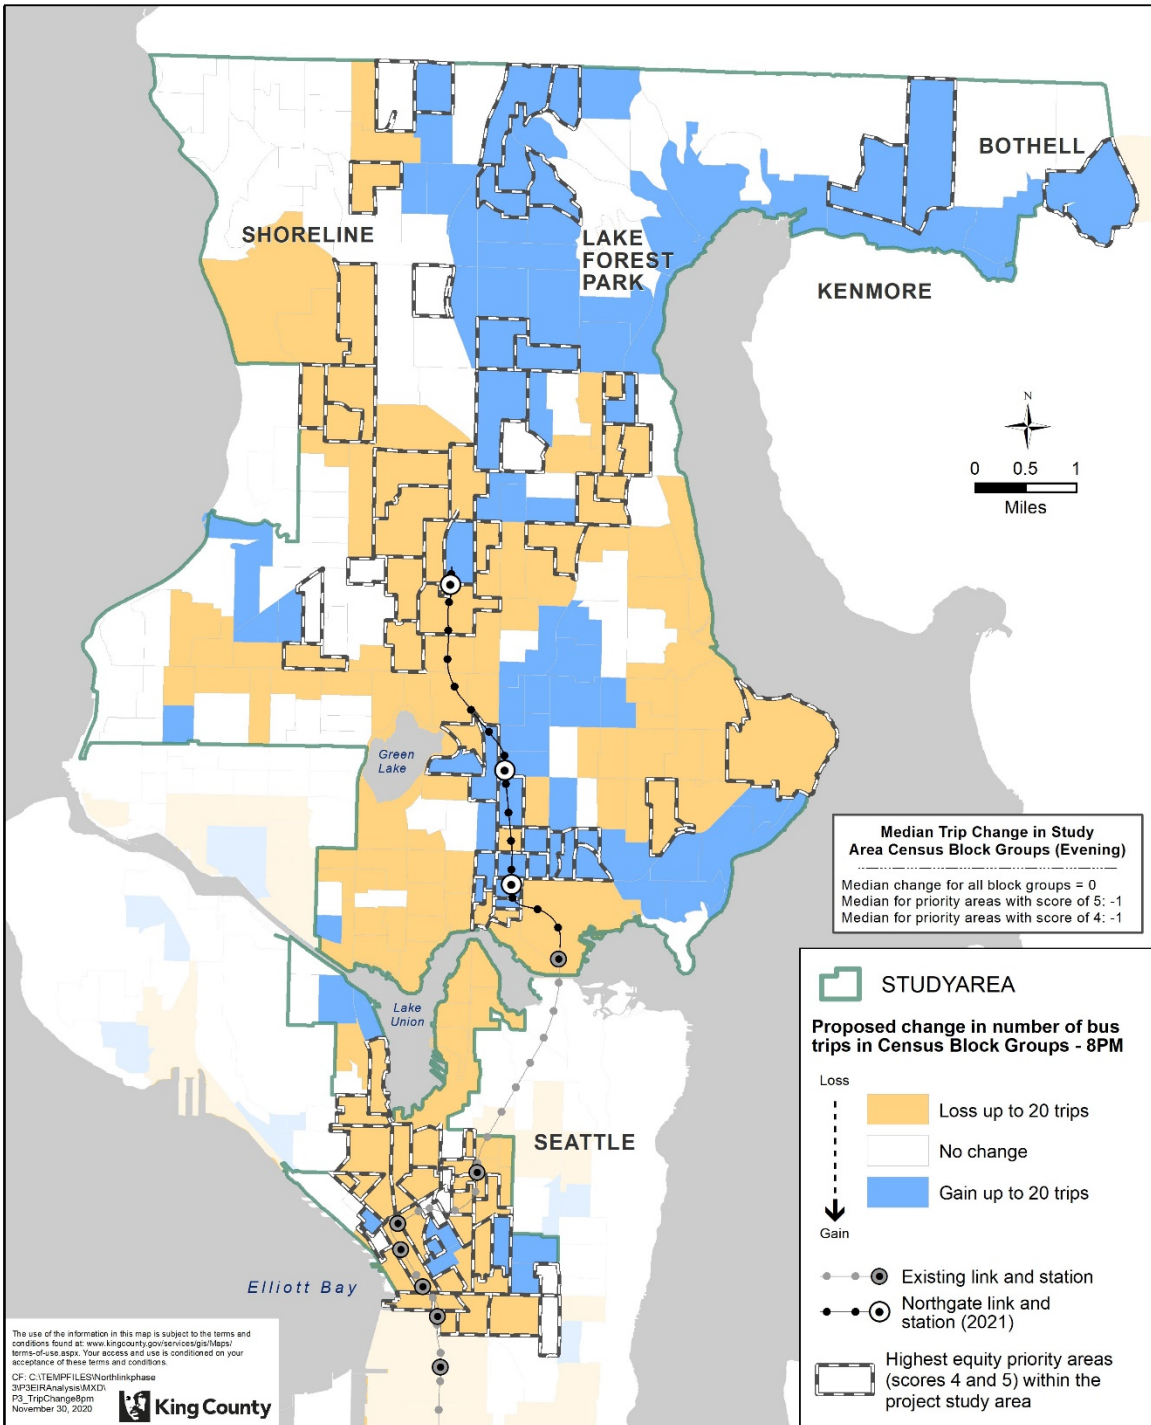 BOTHELL
SHORELINE
LAKE
FOREST
PARK
KENMORE
N
0 0.5 1
Miles
Green
Lake
Median Trip Change in Study
Area Census Block Groups (Evening)
Median change for all block groups = 0
Median for priority areas with score of 5: -1
Median for priority areas with score of 4: -1
STUDYAREA
Proposed change in number of bus
trips in Census Block Groups - 8PM
Loss
Loss up to 20 trips
No change
Gain up to 20 trips
Gain
Existing link and station
Northgate link and
station (2021)
Highest equity priority areas
(scores 4 and 5) within the
project study area
Lake
Union
SEATTLE
Elliott Bay
The use of the information in this map is subject to the terms and
conditions found at: www.kingcounty.gov/services/gis/Maps/
terms-of-use.aspx. Your access and use is conditioned on your
acceptance of these terms and conditions.
CF: C:\TEMPFILES\Northlinkphase
3\P3EIRAnalysis\MXD\
P3_TripChange8pm
November 30, 2020
King County